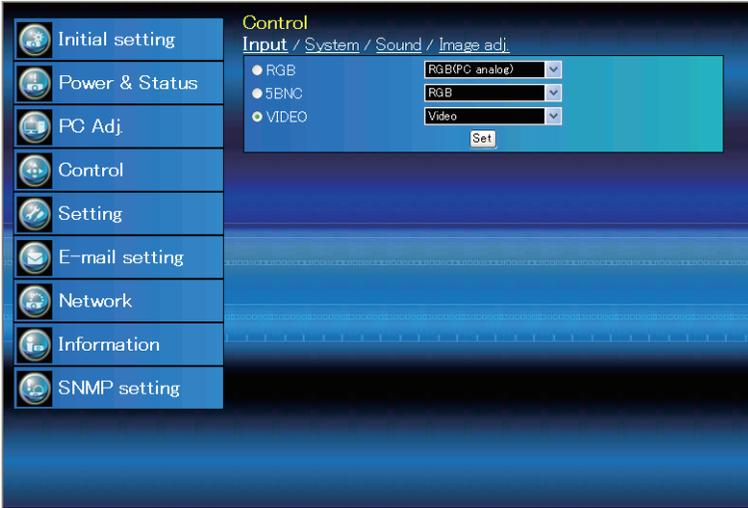 Initial setting
Power & Status
PC Adj.
Control
Setting
E-mail setting
Network
Information
SNMP setting
Control
Input / System / Sound / Image adj.
RGB RGB(PC analog)
5BNC RGB
VIDEO Video
Set